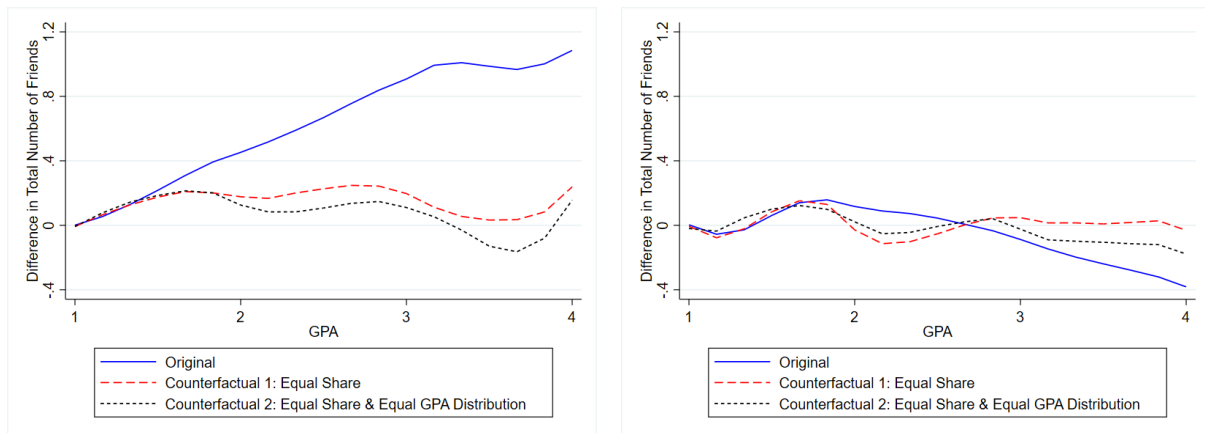 Difference in Total Number of Friends
1.2
.8
.4
0
-.4
1
2
3
4
GPA
Original
Counterfactual 1: Equal Share
Counterfactual 2: Equal Share & Equal GPA Distribution
Difference in Total Number of Friends
1.2
.8
.4
0
-.4
1
2
3
4
GPA
Original
Counterfactual 1: Equal Share
Counterfactual 2: Equal Share & Equal GPA Distribution